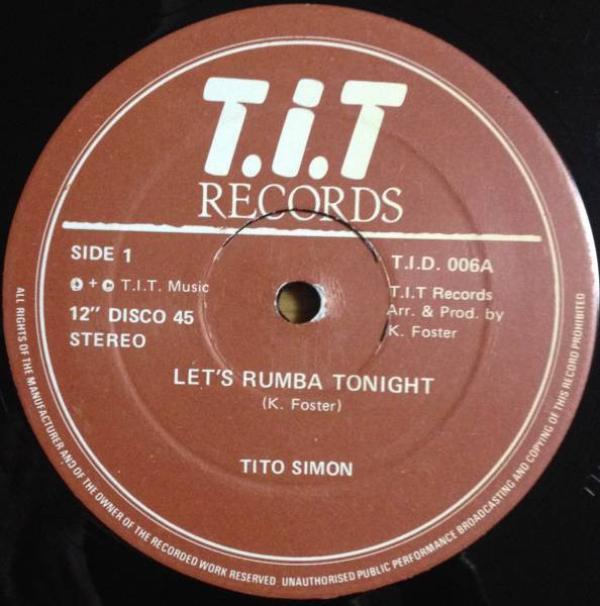 T.i.T
RECORDS
SIDE 1
℗ + © T.I.T. Music
12" DISCO 45
STEREO
T.I.D. 006A
T.I.T Records
Arr. & Prod. by
K. Foster
LET'S RUMBA TONIGHT
(K. Foster)
TITO SIMON
ALL RIGHTS OF THE MANUFACTURER AND OF THE OWNER OF THE RECORDED WORK RESERVED UNAUTHORISED PUBLIC PERFORMANCE BROADCASTING AND COPYING OF THIS RECORD PROHIBITED